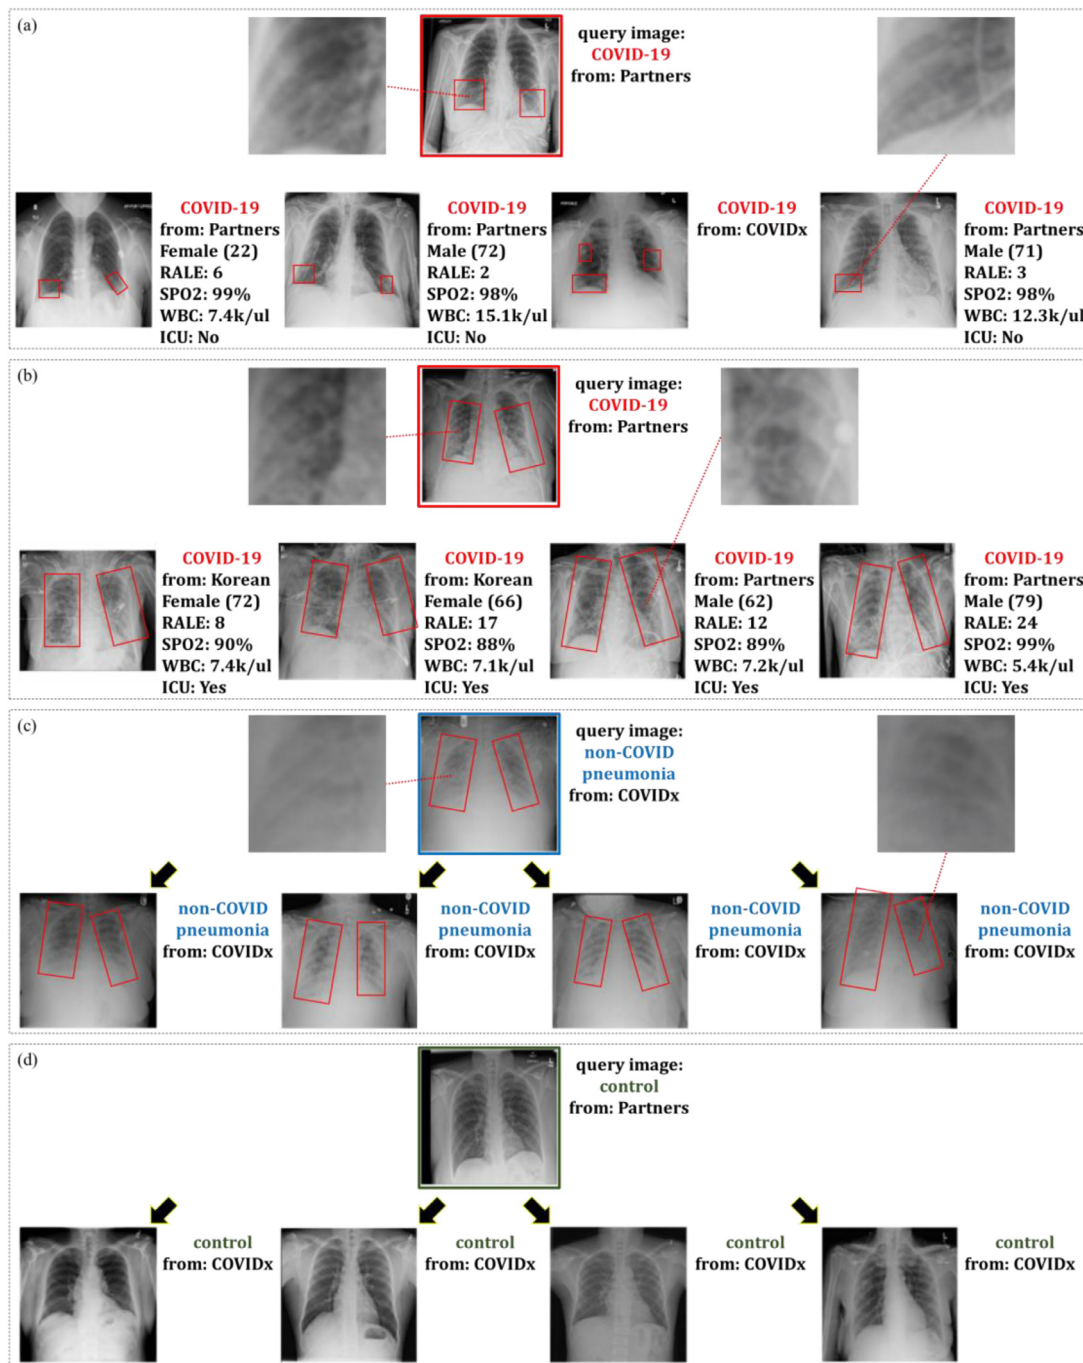 (a)
query image:
COVID-19
from: Partners
COVID-19
from: Partners
Female (22)
RALE: 6
SPO2: 99%
WBC: 7.4k/ul
ICU: No
COVID-19
from: Partners
Male (72)
RALE: 2
SPO2: 98%
WBC: 15.1k/ul
ICU: No
COVID-19
from: COVIDx
COVID-19
from: Partners
Male (71)
RALE: 3
SPO2: 98%
WBC: 12.3k/ul
ICU: No
(b)
query image:
COVID-19
from: Partners
COVID-19
from: Korean
Female (72)
RALE: 8
SPO2: 90%
WBC: 7.4k/ul
ICU: Yes
COVID-19
from: Korean
Female (66)
RALE: 17
SPO2: 88%
WBC: 7.1k/ul
ICU: Yes
COVID-19
from: Partners
Male (62)
RALE: 12
SPO2: 89%
WBC: 7.2k/ul
ICU: Yes
COVID-19
from: Partners
Male (79)
RALE: 24
SPO2: 99%
WBC: 5.4k/ul
ICU: Yes
(c)
query image:
non-COVID
pneumonia
from: COVIDx
non-COVID
pneumonia
from: COVIDx
non-COVID
pneumonia
from: COVIDx
non-COVID
pneumonia
from: COVIDx
non-COVID
pneumonia
from: COVIDx
(d)
query image:
control
from: Partners
control
from: COVIDx
control
from: COVIDx
control
from: COVIDx
control
from: COVIDx